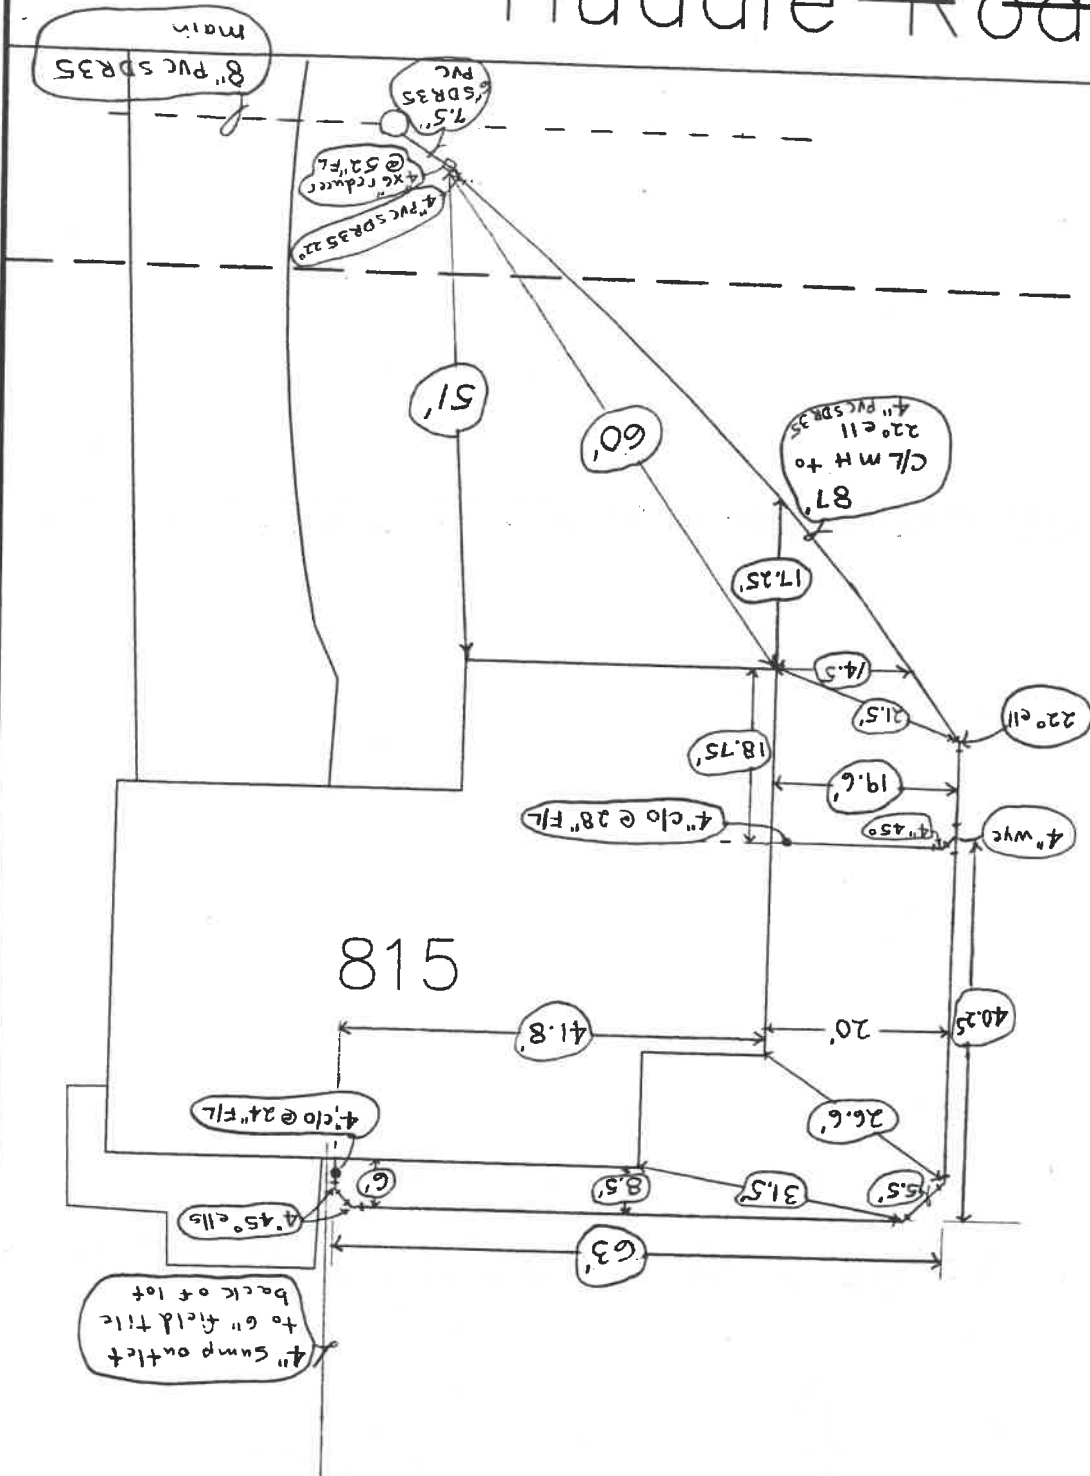 Huddle Road
8" PVC SDR35
main
7.5'
6" SDR35
PVC
4"x6" reducer
@ 52" F/L
4" PVC SDR35 22°
51'
60'
87'
C/L MH to
22° ell
4" PVC SDR35
17.25'
14.5'
21.5'
22° ell
18.75'
19.6'
4" c/o @ 28" F/L
4" 45°
4" wye
815
41.8'
20'
40.25
4" c/o @ 24" F/L
26.6'
6'
8.5'
31.5'
5.5'
4" 45° ells
63'
4" Sump outlet
to 6" field tile
back of lot